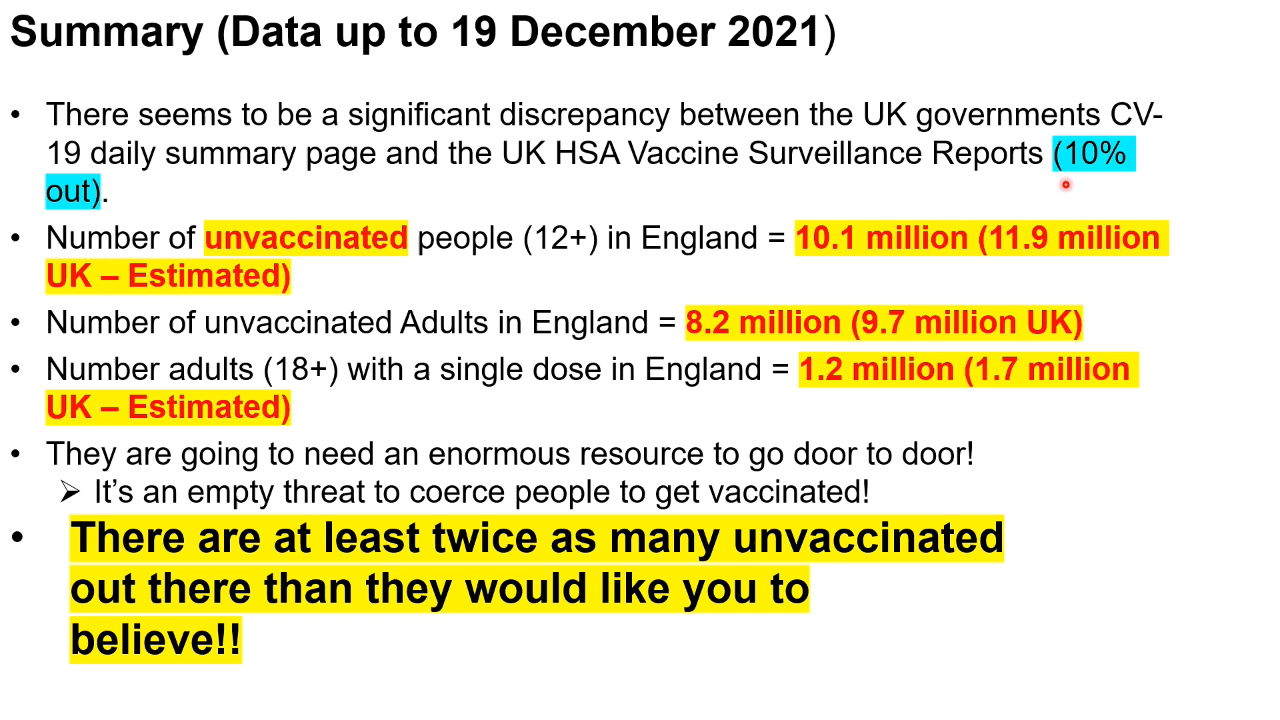 Summary (Data up to 19 December 2021)
• There seems to be a significant discrepancy between the UK governments CV-
19 daily summary page and the UK HSA Vaccine Surveillance Reports (10%
out).
• Number of unvaccinated people (12+) in England = 10.1 million (11.9 million
UK – Estimated)
• Number of unvaccinated Adults in England = 8.2 million (9.7 million UK)
• Number adults (18+) with a single dose in England = 1.2 million (1.7 million
UK – Estimated)
• They are going to need an enormous resource to go door to door!
➢ It's an empty threat to coerce people to get vaccinated!
• There are at least twice as many unvaccinated
out there than they would like you to
believe!!